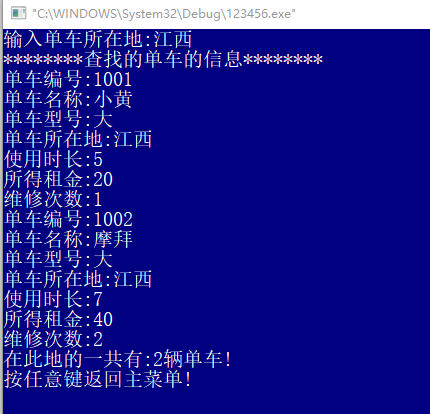 "C:\WINDOWS\System32\Debug\123456.exe"
输入单车所在地:江西
********查找的单车的信息********
单车编号:1001
单车名称:小黄
单车型号:大
单车所在地:江西
使用时长:5
所得租金:20
维修次数:1
单车编号:1002
单车名称:摩拜
单车型号:大
单车所在地:江西
使用时长:7
所得租金:40
维修次数:2
在此地的一共有:2辆单车!
按任意键返回主菜单!